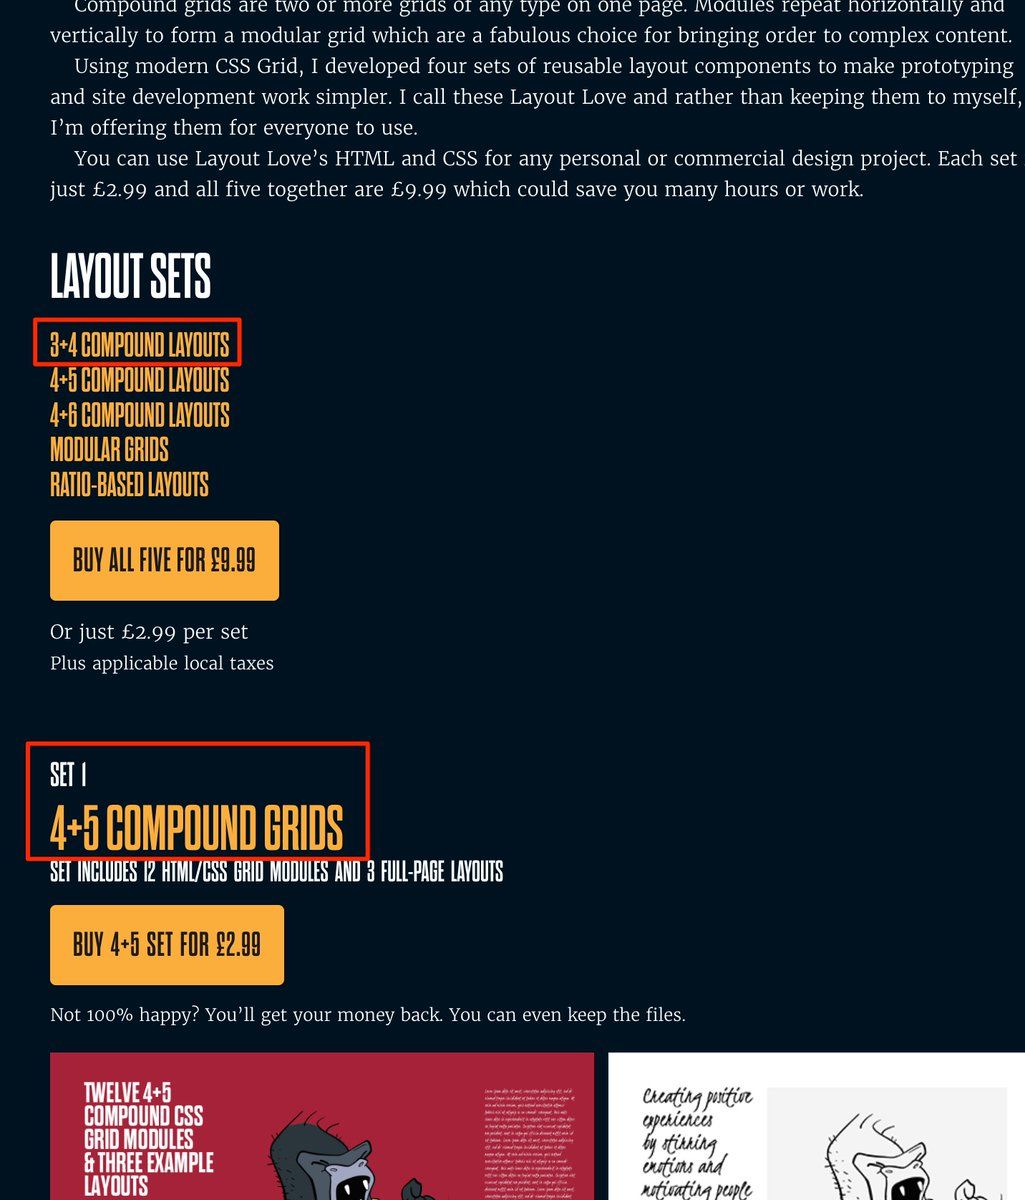 Compound grids are two or more grids of any type on one page. Modules repeat horizontally and
vertically to form a modular grid which are a fabulous choice for bringing order to complex content.
Using modern CSS Grid, I developed four sets of reusable layout components to make prototyping
and site development work simpler. I call these Layout Love and rather than keeping them to myself,
I’m offering them for everyone to use.
You can use Layout Love’s HTML and CSS for any personal or commercial design project. Each set
just £2.99 and all five together are £9.99 which could save you many hours or work.
LAYOUT SETS
3+4 COMPOUND LAYOUTS
4+5 COMPOUND LAYOUTS
4+6 COMPOUND LAYOUTS
MODULAR GRIDS
RATIO-BASED LAYOUTS
BUY ALL FIVE FOR £9.99
Or just £2.99 per set
Plus applicable local taxes
SET 1
4+5 COMPOUND GRIDS
SET INCLUDES 12 HTML/CSS GRID MODULES AND 3 FULL-PAGE LAYOUTS
BUY 4+5 SET FOR £2.99
Not 100% happy? You’ll get your money back. You can even keep the files.
TWELVE 4+5
COMPOUND CSS
GRID MODULES
& THREE EXAMPLE
LAYOUTS
Creating positive
experiences
by stirring
emotions and
motivating people